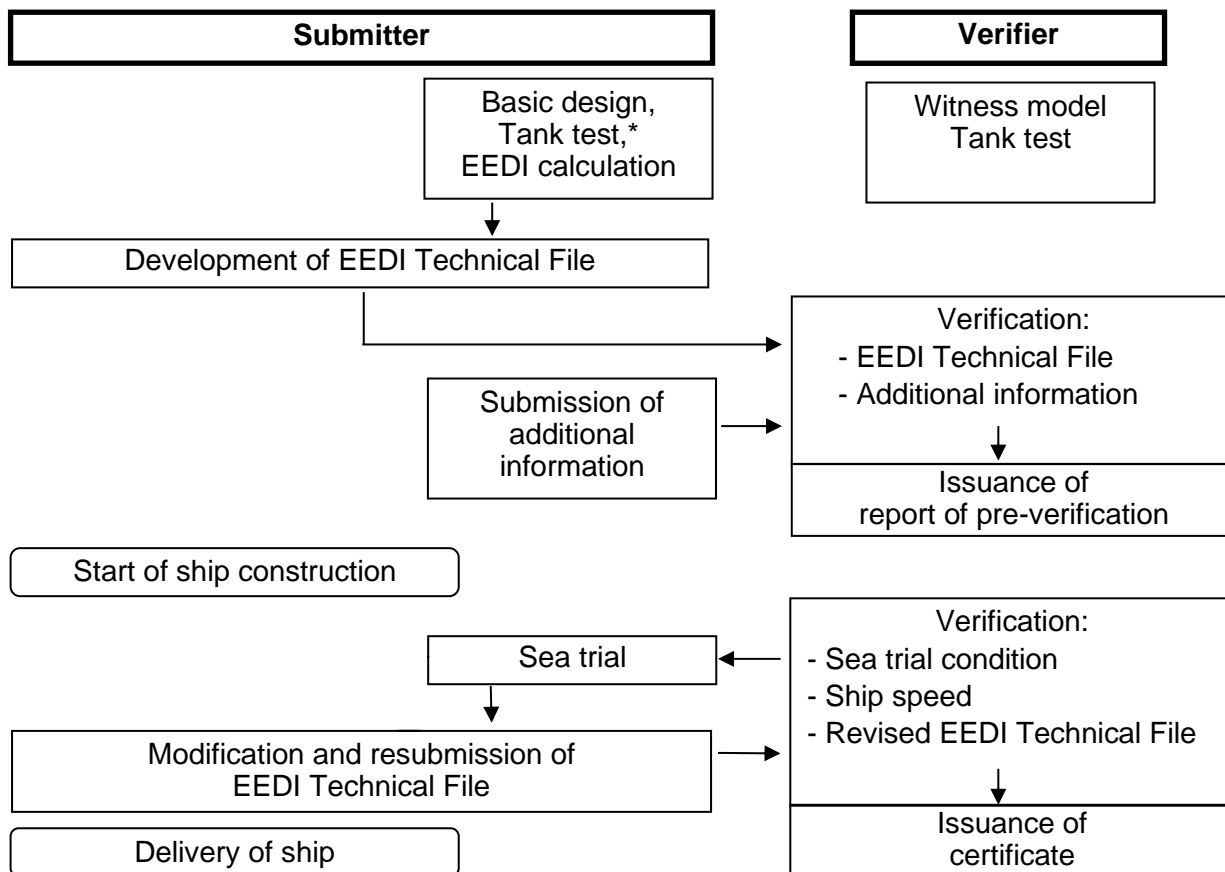 Submitter
Verifier
Basic design,
Tank test,*
EEDI calculation
Witness model
Tank test
Development of EEDI Technical File
Verification:
- EEDI Technical File
- Additional information
Submission of
additional
information
Issuance of
report of pre-verification
Start of ship construction
Verification:
- Sea trial condition
- Ship speed
- Revised EEDI Technical File
Sea trial
Modification and resubmission of
EEDI Technical File
Issuance of
certificate
Delivery of ship